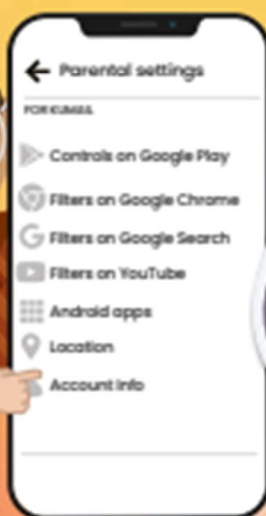 Parental settings
FOR KUMAIL
Controls on Google Play
Filters on Google Chrome
Filters on Google Search
Filters on YouTube
Android apps
Location
Account Info